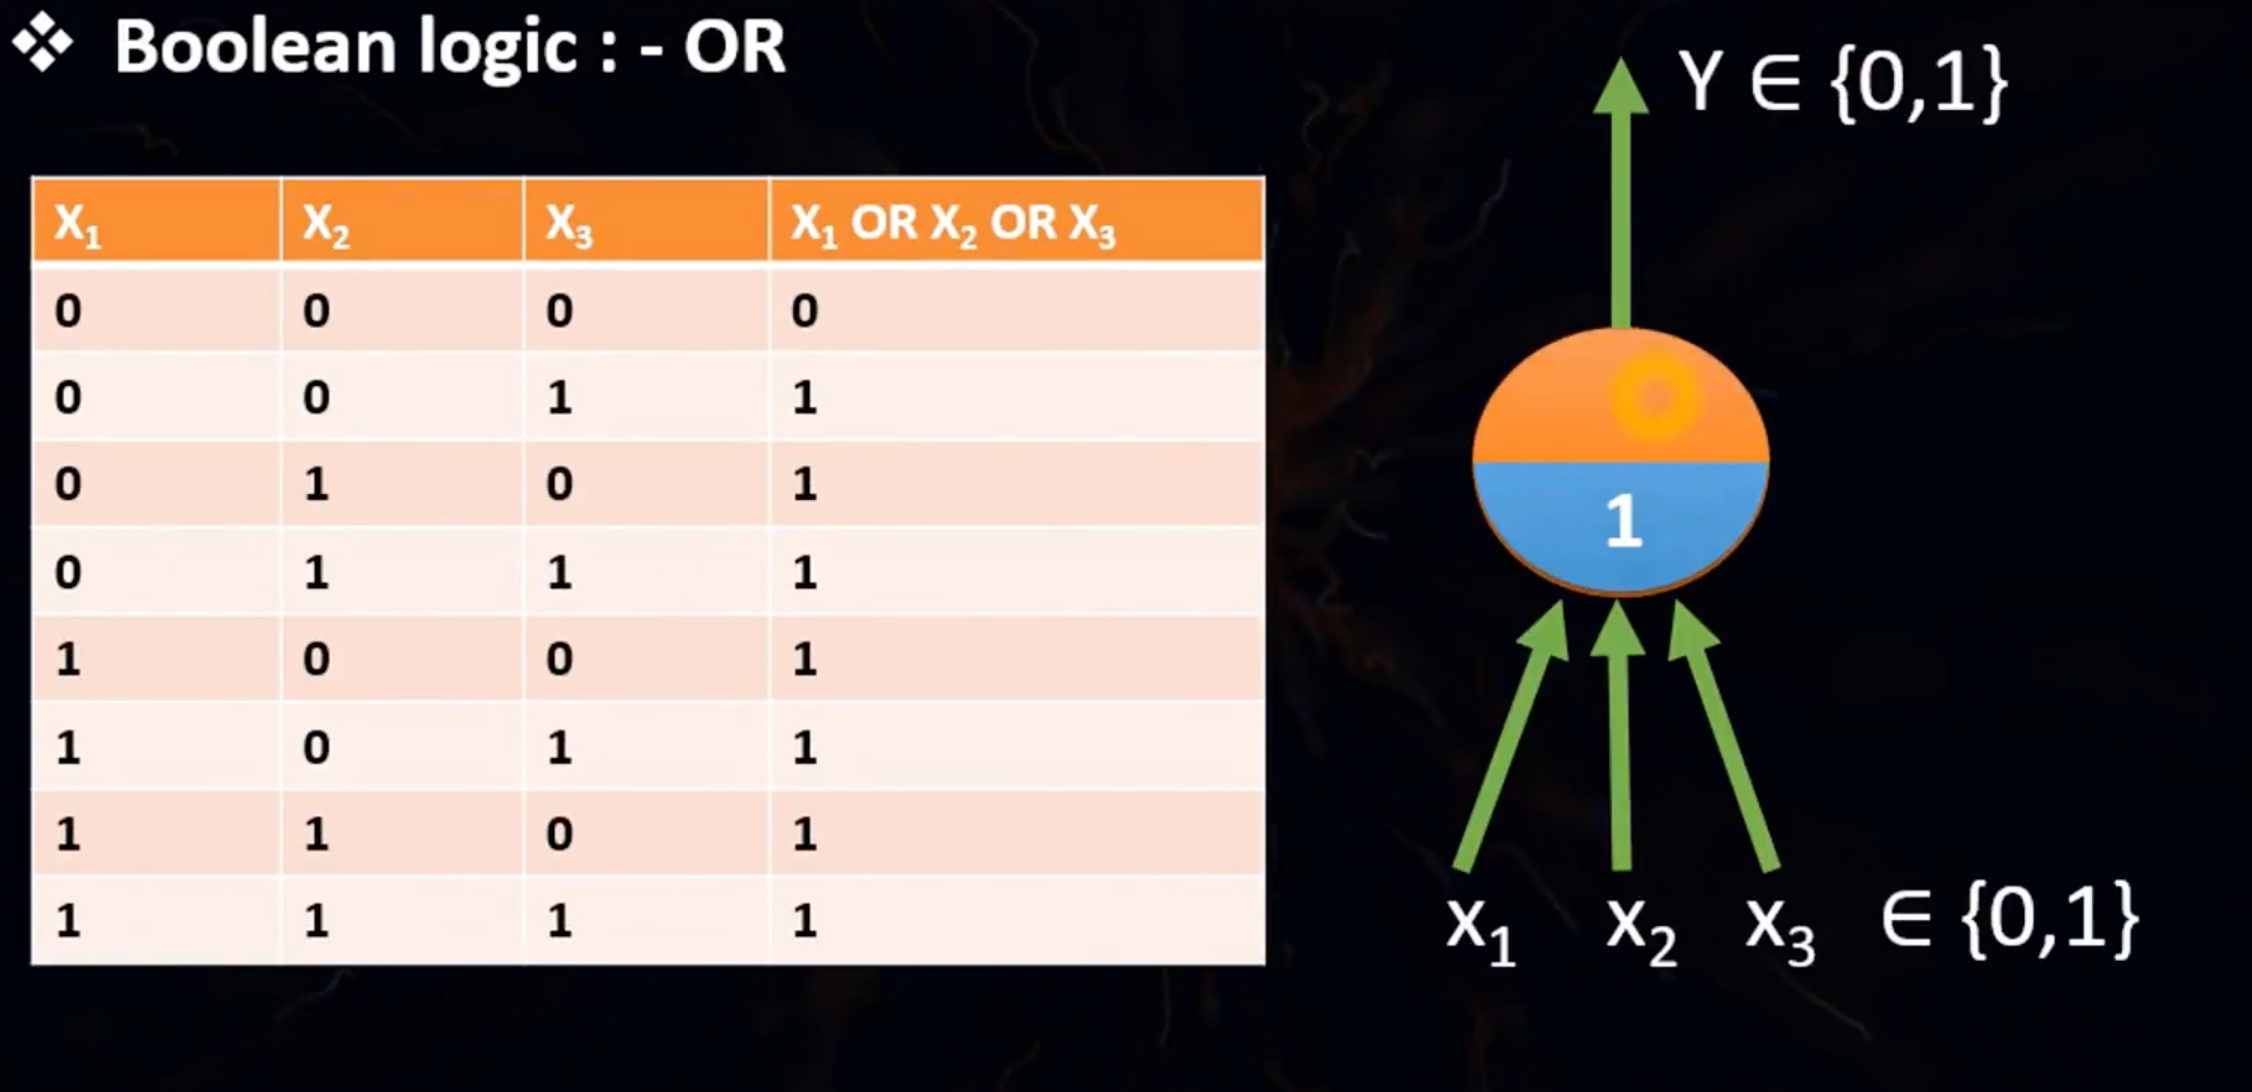 ❖ Boolean logic : - OR
Y ∈ {0,1}
X₁ X₂ X₃ X₁ OR X₂ OR X₃
0 0 0 0
0 0 1 1
0 1 0 1
0 1 1 1
1 0 0 1
1 0 1 1
1 1 0 1
1 1 1 1
1
X₁ X₂ X₃ ∈ {0,1}